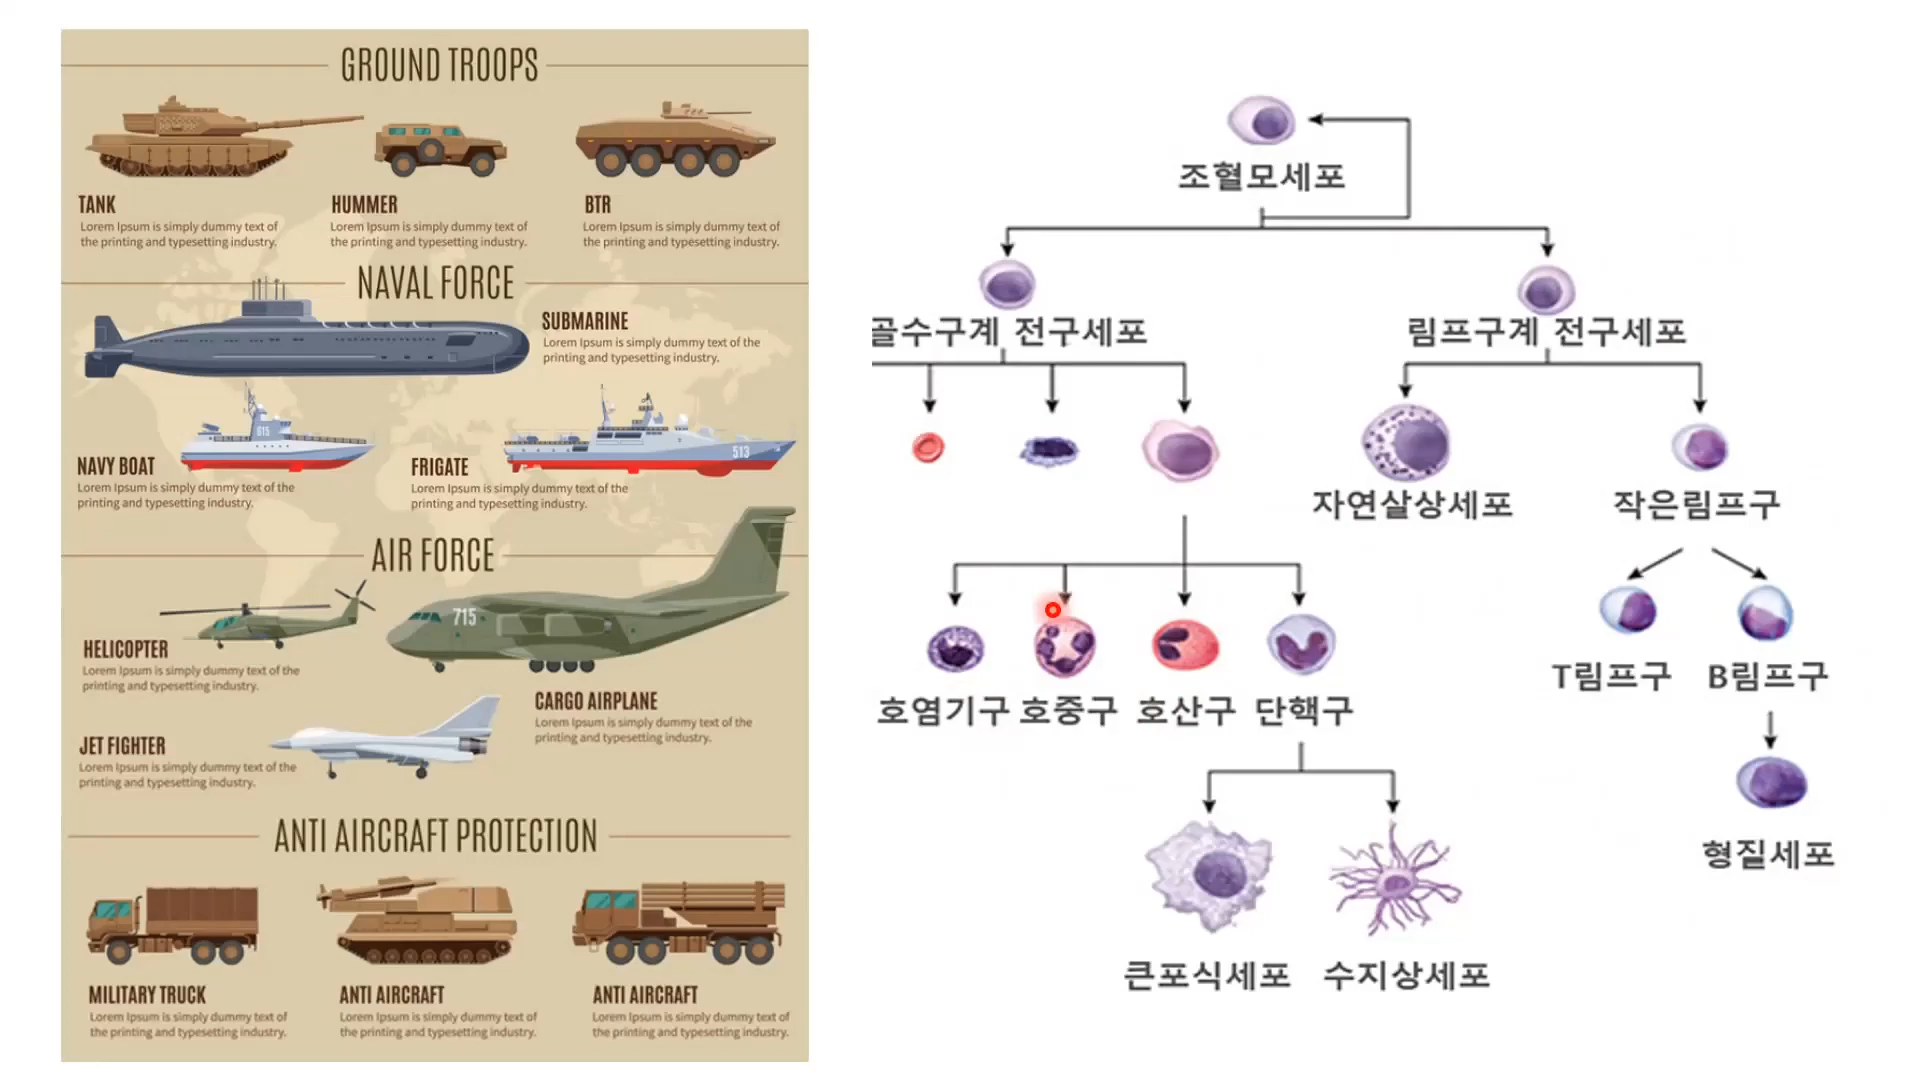 GROUND TROOPS
TANK
Lorem Ipsum is simply dummy text of
the printing and typesetting industry.
HUMMER
Lorem Ipsum is simply dummy text of
the printing and typesetting industry.
BTR
Lorem Ipsum is simply dummy text of
the printing and typesetting industry.
NAVAL FORCE
SUBMARINE
Lorem Ipsum is simply dummy text of the
printing and typesetting industry.
615
513
NAVY BOAT
Lorem Ipsum is simply dummy text of the
printing and typesetting industry.
FRIGATE
Lorem Ipsum is simply dummy text of the
printing and typesetting industry.
AIR FORCE
715
HELICOPTER
Lorem Ipsum is simply dummy text of the
printing and typesetting industry.
CARGO AIRPLANE
Lorem Ipsum is simply dummy text of the
printing and typesetting industry.
JET FIGHTER
Lorem Ipsum is simply dummy text of the
printing and typesetting industry.
ANTI AIRCRAFT PROTECTION
MILITARY TRUCK
Lorem Ipsum is simply dummy text of
the printing and typesetting industry.
ANTI AIRCRAFT
Lorem Ipsum is simply dummy text of
the printing and typesetting industry.
ANTI AIRCRAFT
Lorem Ipsum is simply dummy text of
the printing and typesetting industry.
조혈모세포
골수구계 전구세포
림프구계 전구세포
자연살상세포
작은림프구
호염기구
호중구
호산구
단핵구
T림프구
B림프구
형질세포
큰포식세포
수지상세포